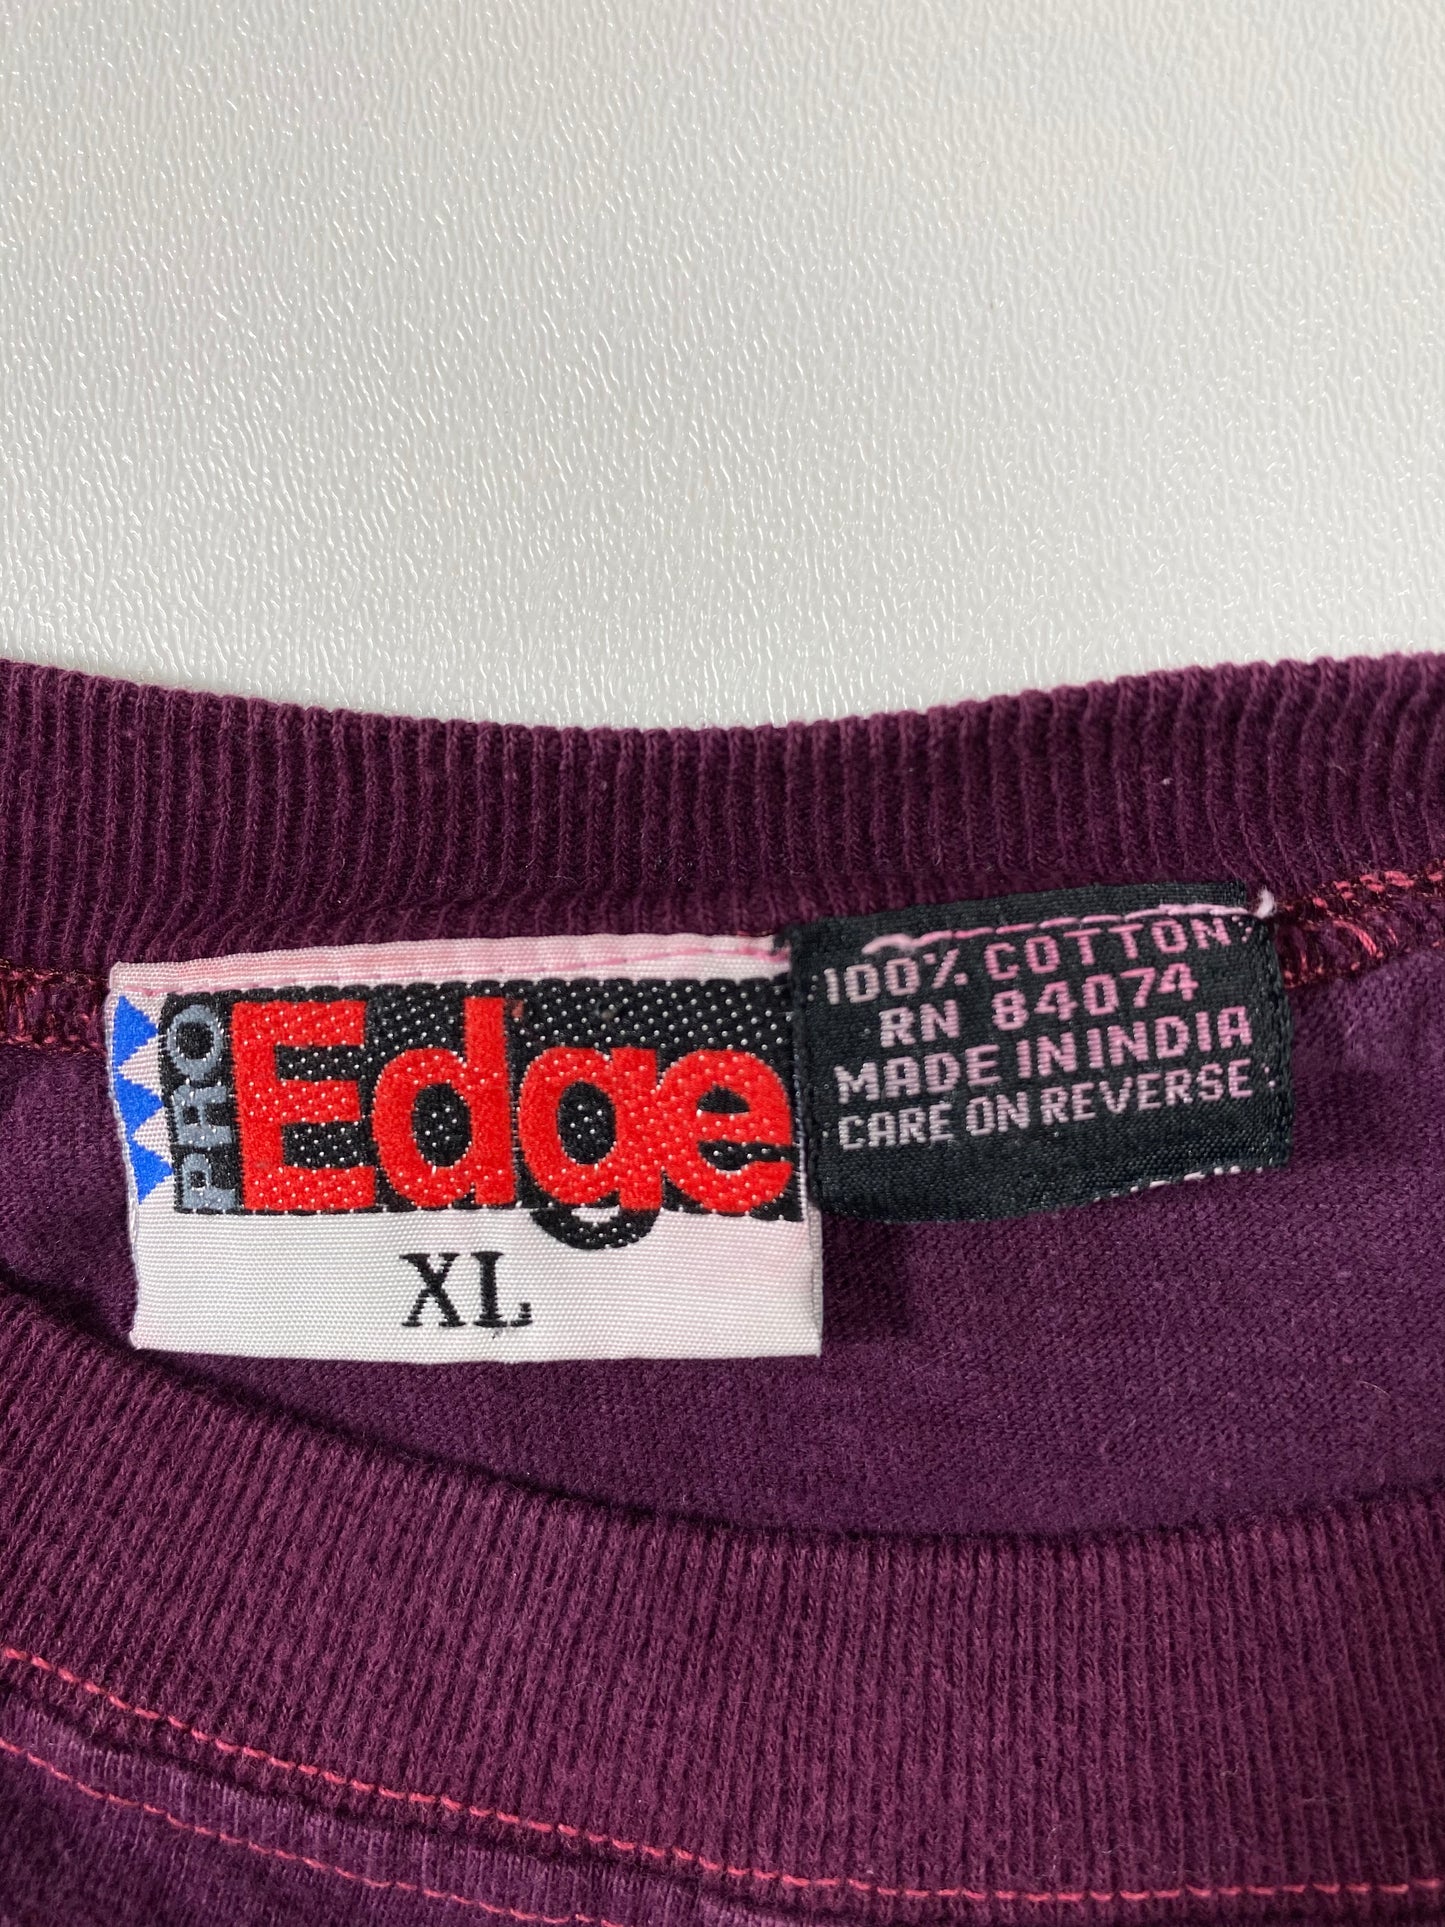 PRO
Edge
XL
100% COTTON
RN 84074
MADE IN INDIA
CARE ON REVERSE